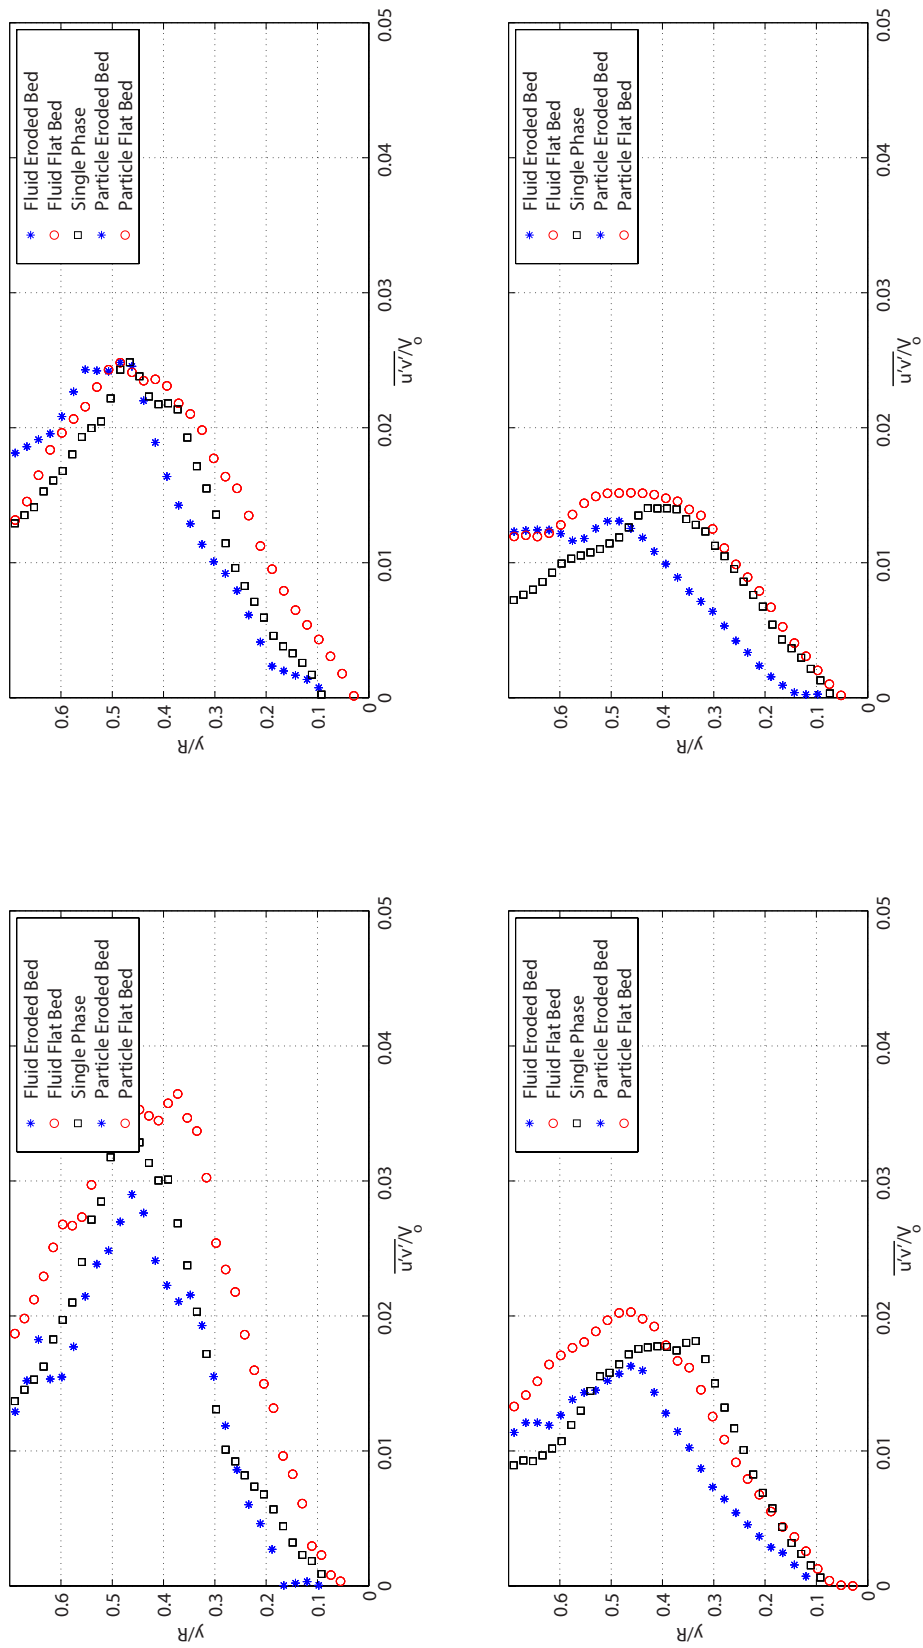 Fluid Eroded Bed
Fluid Flat Bed
Single Phase
Particle Eroded Bed
Particle Flat Bed
y/R
0.6
0.5
0.4
0.3
0.2
0.1
0
0 0.01 0.02 0.03 0.04 0.05
u'v'/V₀
Fluid Eroded Bed
Fluid Flat Bed
Single Phase
Particle Eroded Bed
Particle Flat Bed
y/R
0.6
0.5
0.4
0.3
0.2
0.1
0
0 0.01 0.02 0.03 0.04 0.05
u'v'/V₀
Fluid Eroded Bed
Fluid Flat Bed
Single Phase
Particle Eroded Bed
Particle Flat Bed
y/R
0.6
0.5
0.4
0.3
0.2
0.1
0
0 0.01 0.02 0.03 0.04 0.05
u'v'/V₀
Fluid Eroded Bed
Fluid Flat Bed
Single Phase
Particle Eroded Bed
Particle Flat Bed
y/R
0.6
0.5
0.4
0.3
0.2
0.1
0
0 0.01 0.02 0.03 0.04 0.05
u'v'/V₀